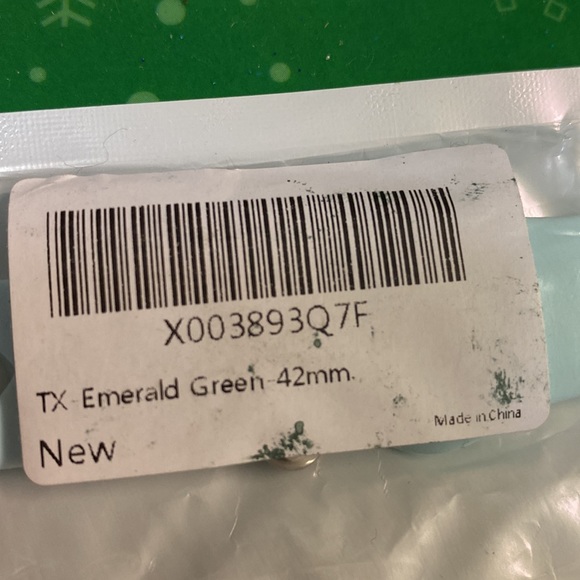 X003893Q7F
TX-Emerald Green-42mm.
New
Made in China